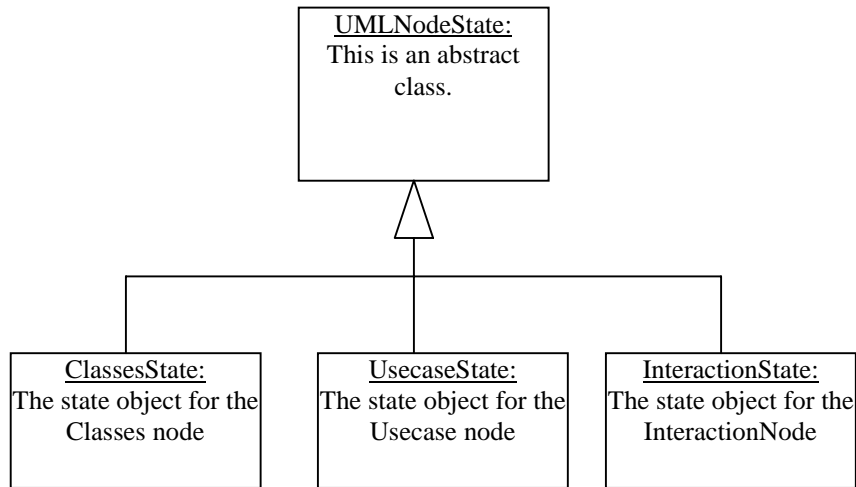 UMLNodeState:
This is an abstract
class.
ClassesState:
The state object for the
Classes node
UsecaseState:
The state object for the
Usecase node
InteractionState:
The state object for the
InteractionNode